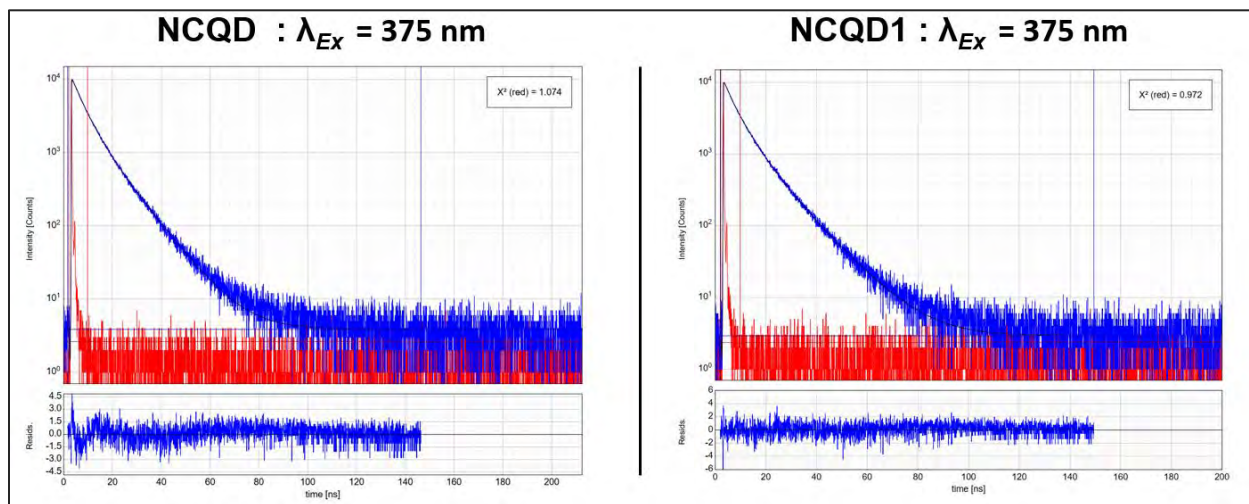 NCQD : λEx = 375 nm
10⁴
10³
10²
10¹
10⁰
Intensity [Counts]
X² (red) = 1.074
4.5
3.0
1.5
0.0
-1.5
-3.0
-4.5
Resids.
0 20 40 60 80 100 120 140 160 180 200
time [ns]
NCQD1 : λEx = 375 nm
10⁴
10³
10²
10¹
10⁰
Intensity [Counts]
X² (red) = 0.972
6
4
2
0
-2
-4
-6
Resids.
0 20 40 60 80 100 120 140 160 180 200
time [ns]